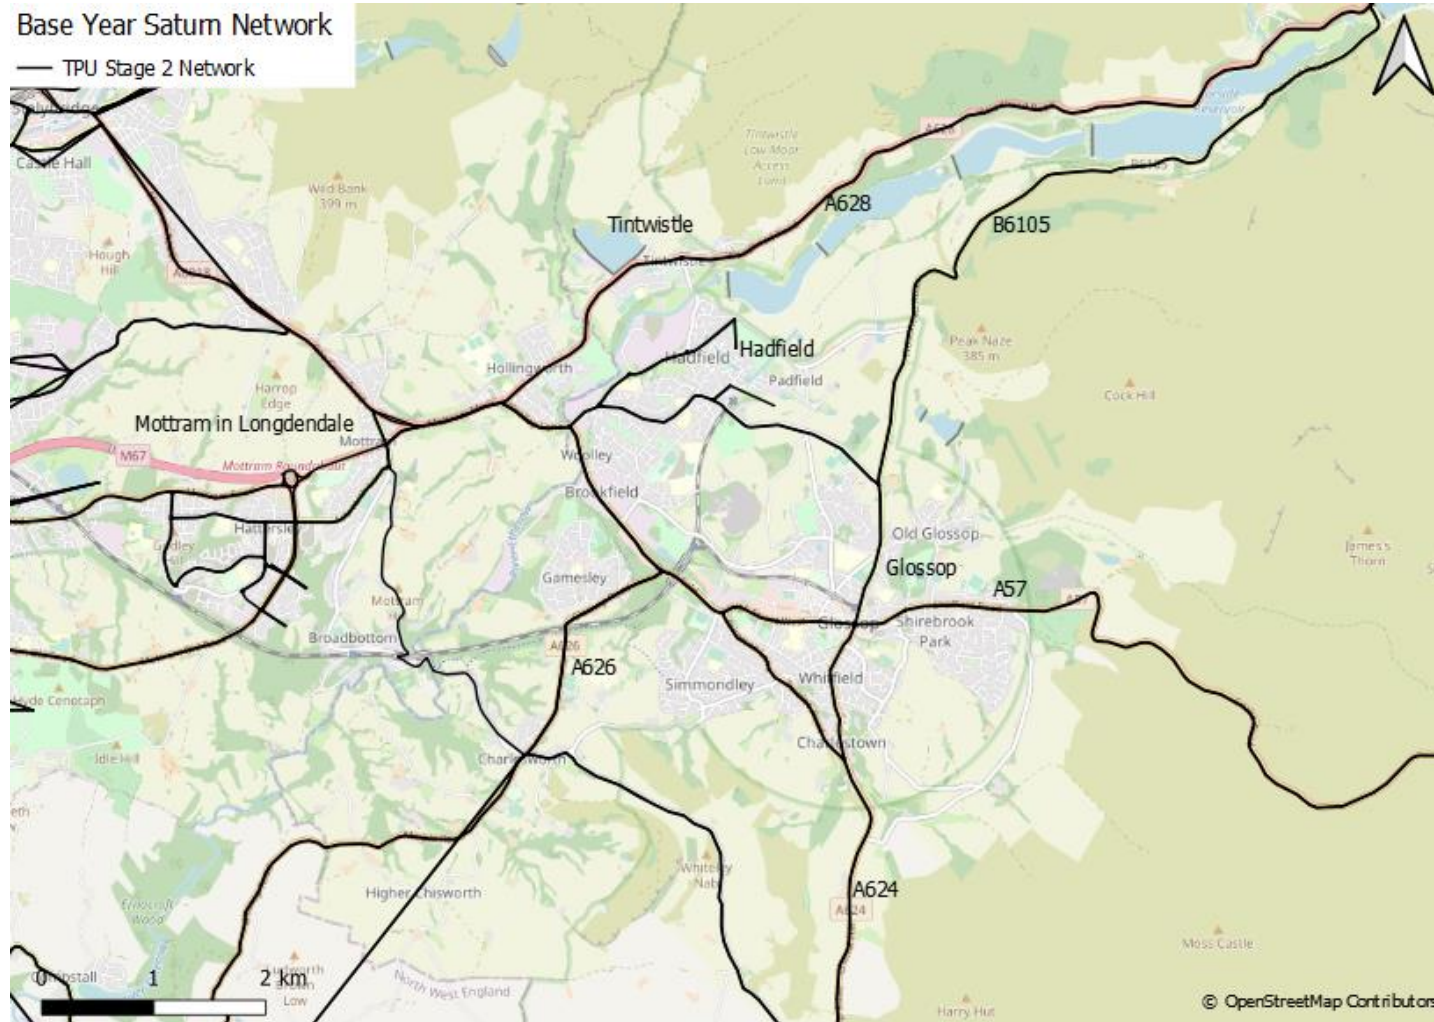 Base Year Saturn Network
TPU Stage 2 Network
Castle Hall
Wild Bank
399 m
Hough
Hill
Tintwistle
Low Moor
Access
Land
A628
A628
B6105
B6105
Tintwistle
Tintwistle
Hollingworth
Hadfield
Hadfield
Padfield
Peak Naze
385 m
Cock Hill
Harrop
Edge
Mottram in Longdendale
M67
Mottram Roundabout
Woolley
Brookfield
Old Glossop
James's
Thorn
Gamesley
Glossop
A57
A57
Broadbottom
Glossop
Shirebrook
Park
A626
A626
Simmondley
Whitfield
Hyde Cenotaph
Idle Hill
Charlestown
Charlesworth
Whiteley
Nab
Higher Chisworth
A624
A624
Moss Castle
North West England
0 1 2 km
Harry Hut
© OpenStreetMap Contributors